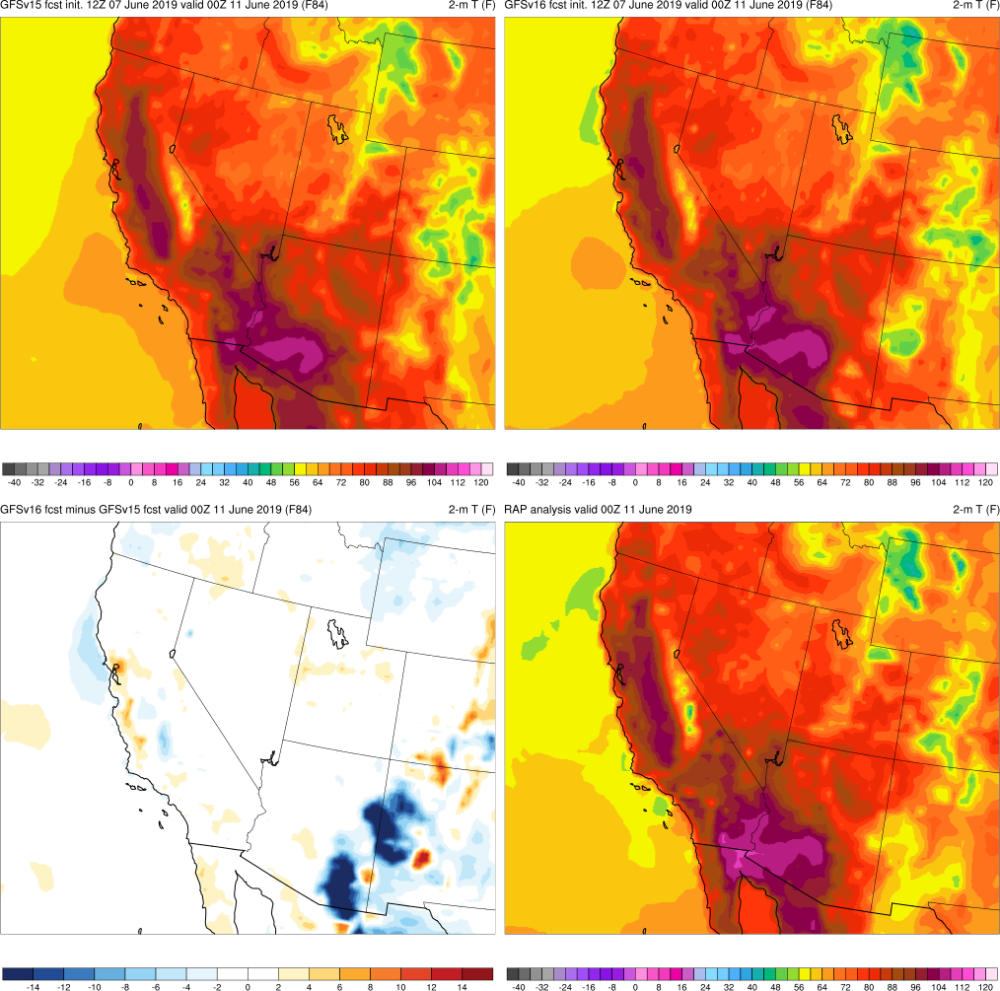 GFSv15 fcst init. 12Z 07 June 2019 valid 00Z 11 June 2019 (F84) 2-m T (F)
GFSv16 fcst init. 12Z 07 June 2019 valid 00Z 11 June 2019 (F84) 2-m T (F)
-40 -32 -24 -16 -8 0 8 16 24 32 40 48 56 64 72 80 88 96 104 112 120
-40 -32 -24 -16 -8 0 8 16 24 32 40 48 56 64 72 80 88 96 104 112 120
GFSv16 fcst minus GFSv15 fcst valid 00Z 11 June 2019 (F84) 2-m T (F)
RAP analysis valid 00Z 11 June 2019 2-m T (F)
-14 -12 -10 -8 -6 -4 -2 0 2 4 6 8 10 12 14
-40 -32 -24 -16 -8 0 8 16 24 32 40 48 56 64 72 80 88 96 104 112 120